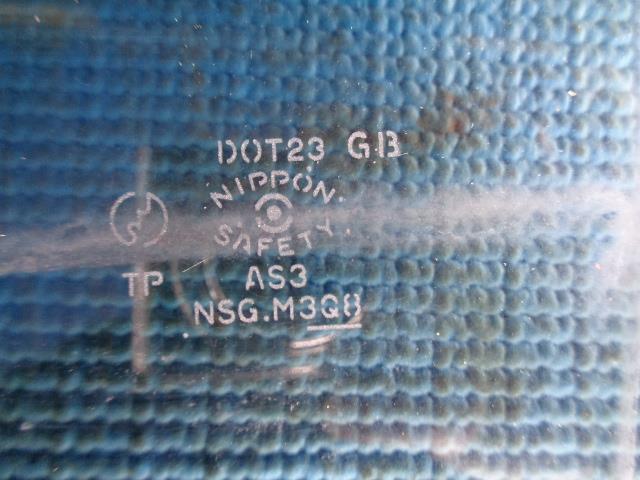 DOT23 GB
NIPPON.
SAFETY.
TP AS3
NSG.M3Q8